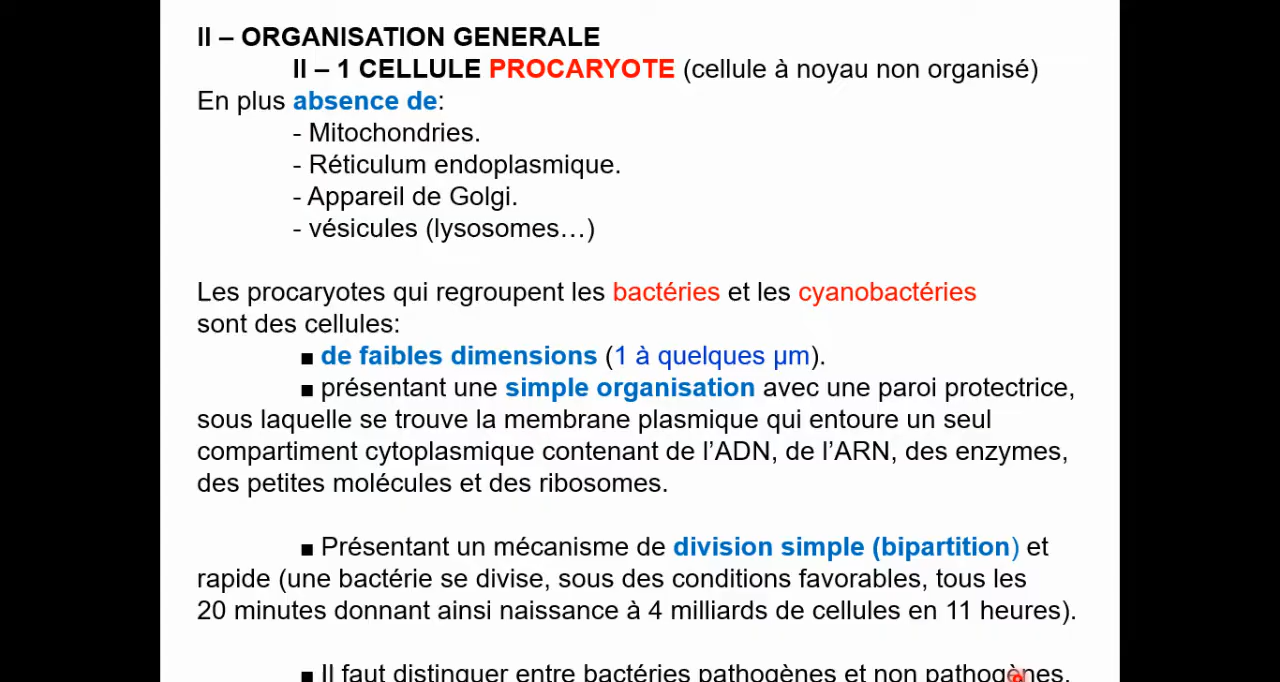 II – ORGANISATION GENERALE
II – 1 CELLULE PROCARYOTE (cellule à noyau non organisé)
En plus absence de:
- Mitochondries.
- Réticulum endoplasmique.
- Appareil de Golgi.
- vésicules (lysosomes…)
Les procaryotes qui regroupent les bactéries et les cyanobactéries
sont des cellules:
■ de faibles dimensions (1 à quelques µm).
■ présentant une simple organisation avec une paroi protectrice,
sous laquelle se trouve la membrane plasmique qui entoure un seul
compartiment cytoplasmique contenant de l’ADN, de l’ARN, des enzymes,
des petites molécules et des ribosomes.
■ Présentant un mécanisme de division simple (bipartition) et
rapide (une bactérie se divise, sous des conditions favorables, tous les
20 minutes donnant ainsi naissance à 4 milliards de cellules en 11 heures).
■ Il faut distinguer entre bactéries pathogènes et non pathogènes.